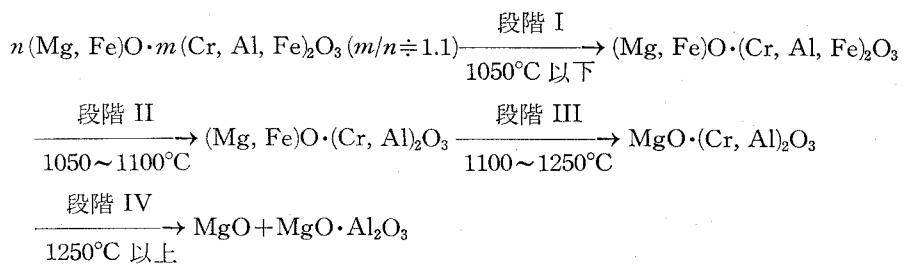 段階 I
n(Mg, Fe)O·m(Cr, Al, Fe)₂O₃(m/n≒1.1)→(Mg, Fe)O·(Cr, Al, Fe)₂O₃
1050°C 以下
段階 II 段階 III
→(Mg, Fe)O·(Cr, Al)₂O₃→MgO·(Cr, Al)₂O₃
1050~1100°C 1100~1250°C
段階 IV
→MgO+MgO·Al₂O₃
1250°C 以上